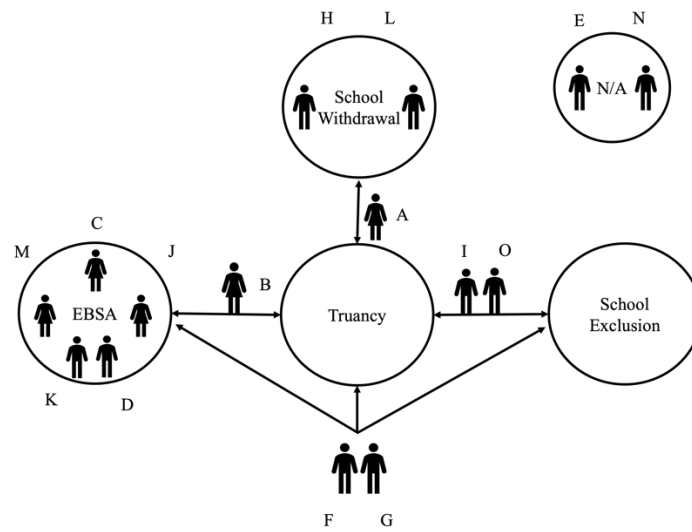 H L
E N
School
Withdrawal
N/A
A
C
M J
I O
B
EBSA
Truancy
School
Exclusion
K D
F G